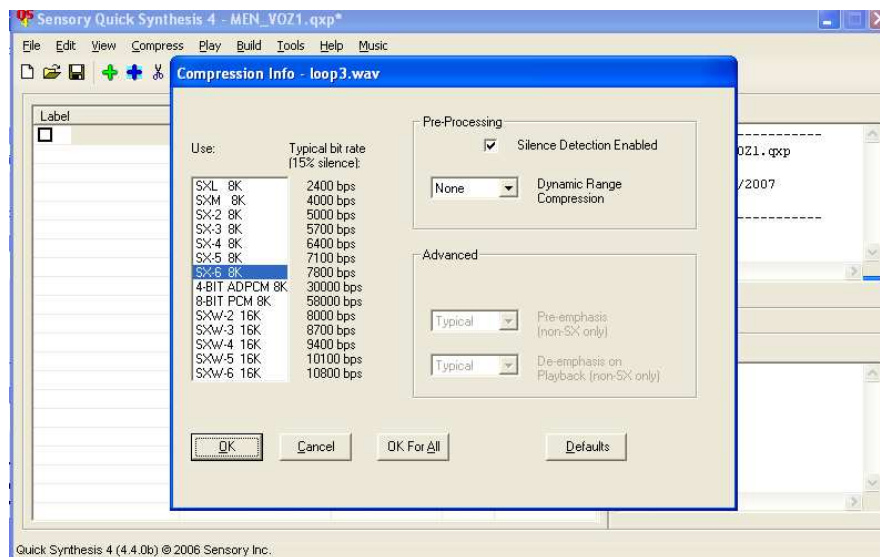 Sensory Quick Synthesis 4 - MEN_VOZ1.qxp*
File Edit View Compress Play Build Tools Help Music
Compression Info - loop3.wav
Label
Use:
Typical bit rate
(15% silence):
SXL 8K 2400 bps
SXM 8K 4000 bps
SX-2 8K 5000 bps
SX-3 8K 5700 bps
SX-4 8K 6400 bps
SX-5 8K 7100 bps
SX-6 8K 7800 bps
4-BIT ADPCM 8K 30000 bps
8-BIT PCM 8K 58000 bps
SXW-2 16K 8000 bps
SXW-3 16K 8700 bps
SXW-4 16K 9400 bps
SXW-5 16K 10100 bps
SXW-6 16K 10800 bps
Pre-Processing
Silence Detection Enabled
None
Dynamic Range
Compression
Advanced
Typical
Pre-emphasis
(non-SX only)
Typical
De-emphasis on
Playback (non-SX only)
OK Cancel OK For All Defaults
-----------
OZ1.qxp
/2007
-----------
Quick Synthesis 4 (4.4.0b) © 2006 Sensory Inc.